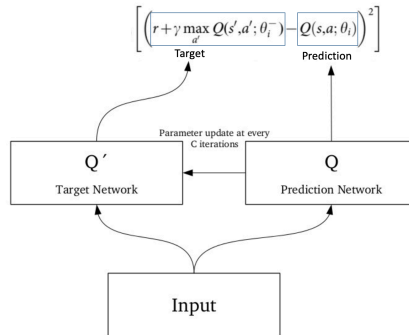 [(r + γ max_{a'} Q(s',a'; θ_i^-) − Q(s,a; θ_i))^2]
Target
Prediction
Parameter update at every
C iterations
Q´
Target Network
Q
Prediction Network
Input